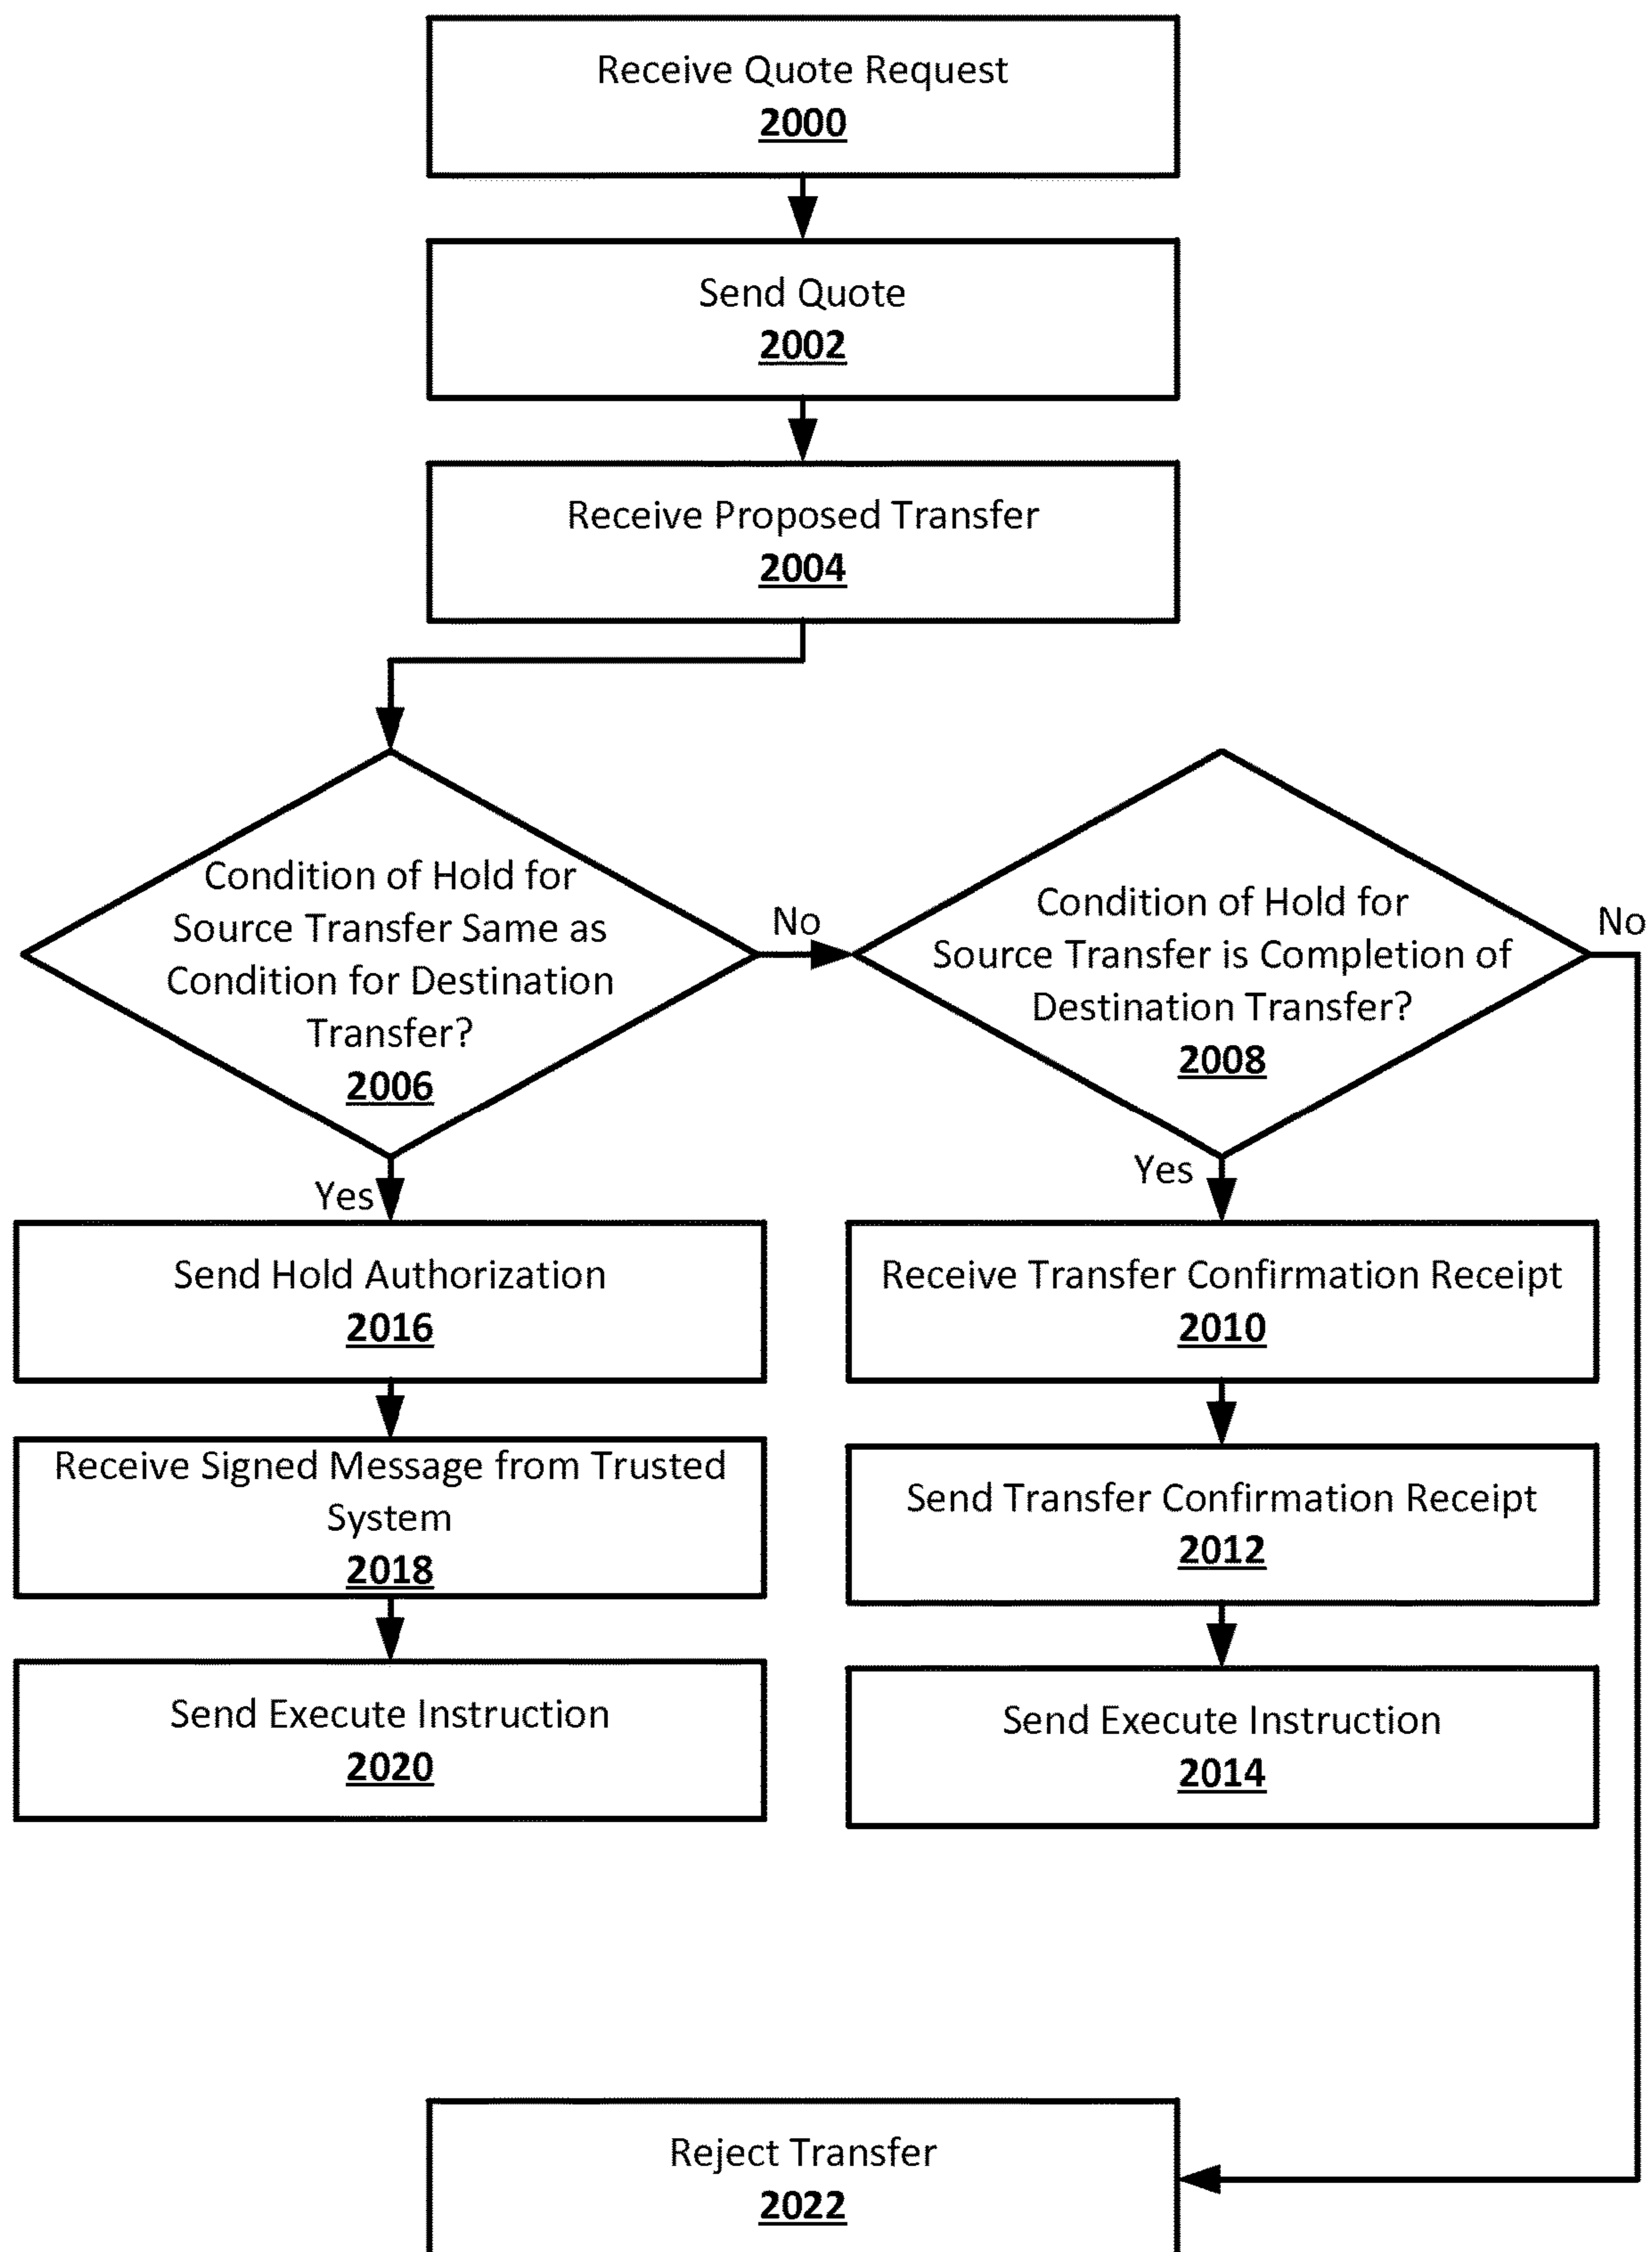 Receive Quote Request
2000
Send Quote
2002
Receive Proposed Transfer
2004
Condition of Hold for
Source Transfer Same as
Condition for Destination
Transfer?
2006
No
Condition of Hold for
Source Transfer is Completion of
Destination Transfer?
2008
No
Yes
Yes
Send Hold Authorization
2016
Receive Transfer Confirmation Receipt
2010
Receive Signed Message from Trusted
System
2018
Send Transfer Confirmation Receipt
2012
Send Execute Instruction
2020
Send Execute Instruction
2014
Reject Transfer
2022